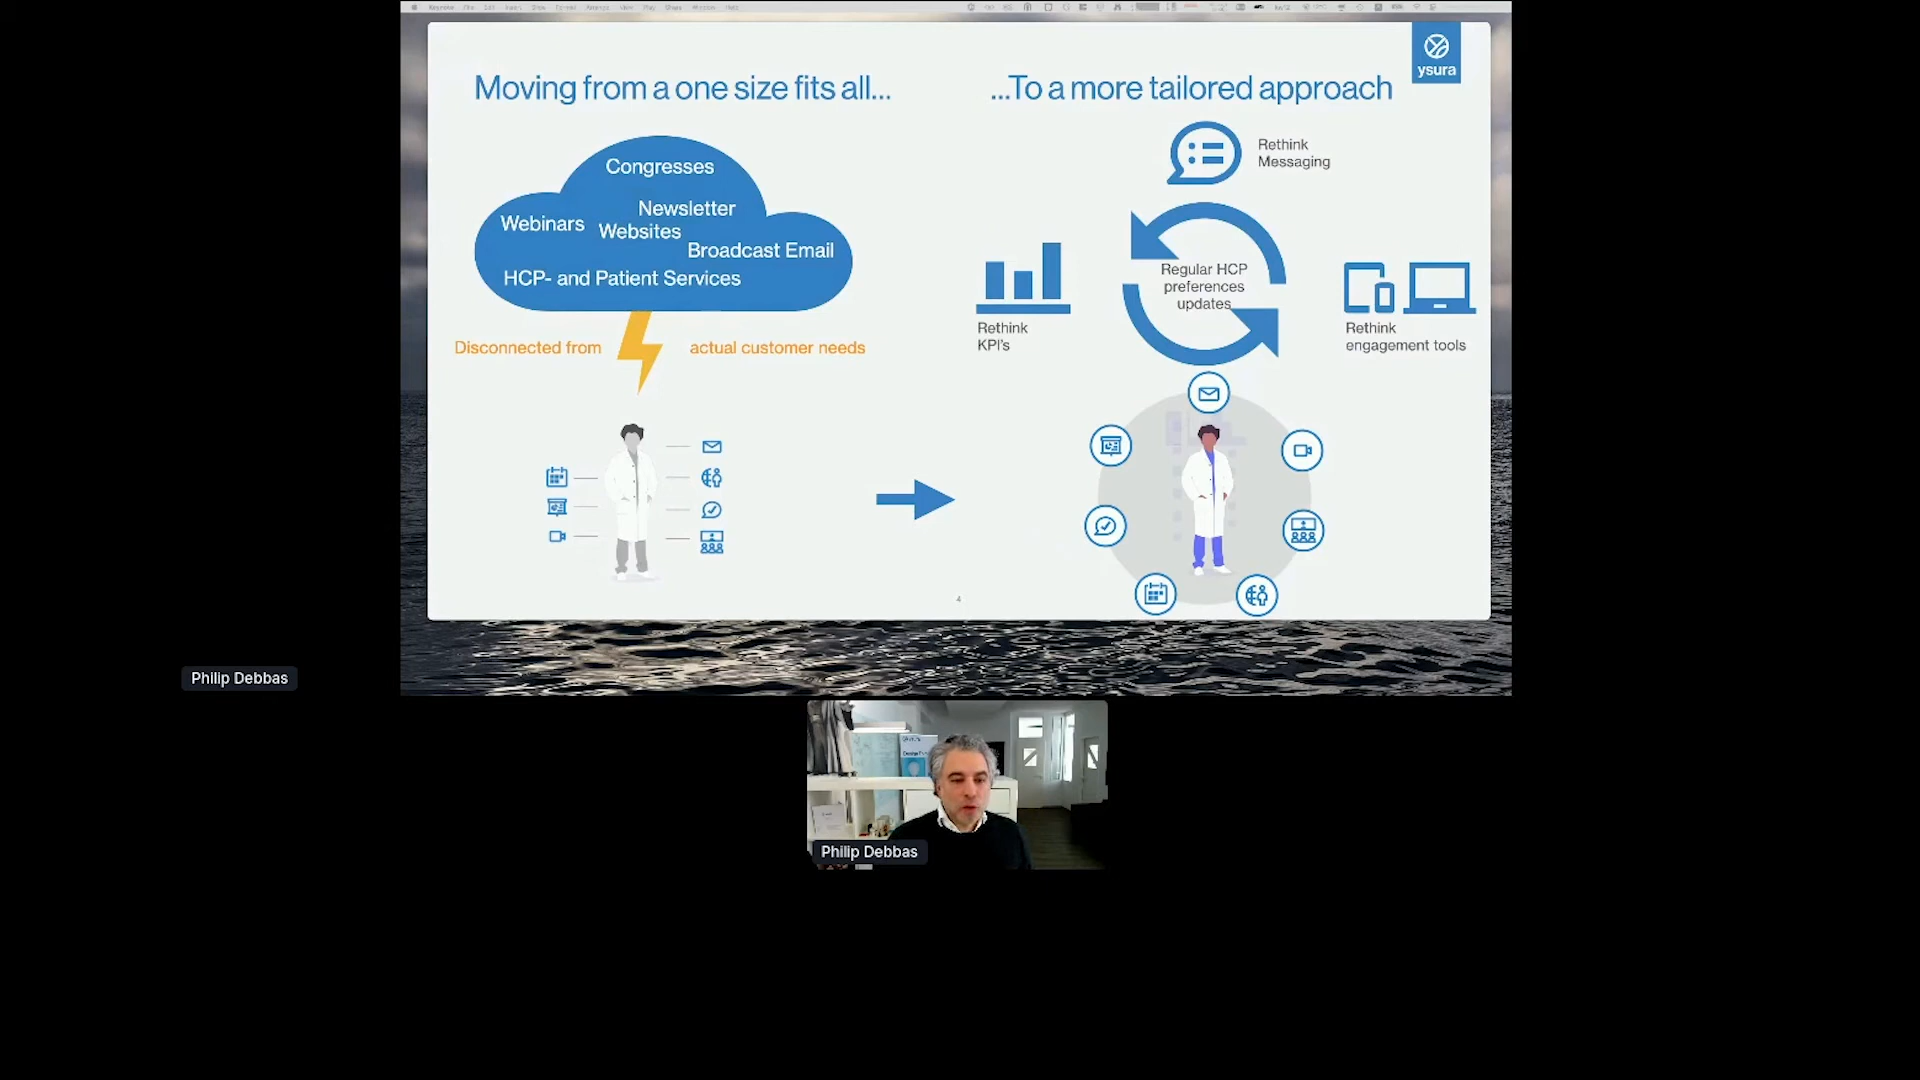 ysura
Moving from a one size fits all...
...To a more tailored approach
Congresses
Newsletter
Webinars
Websites
Broadcast Email
HCP- and Patient Services
Disconnected from
actual customer needs
Rethink
Messaging
Regular HCP
preferences
updates
Rethink
KPI's
Rethink
engagement tools
4
Philip Debbas
Philip Debbas